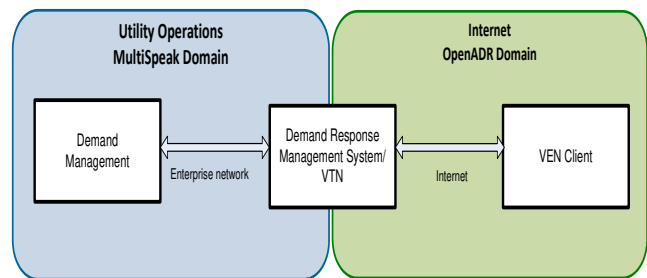 Utility Operations
MultiSpeak Domain
Internet
OpenADR Domain
Demand
Management
Enterprise network
Demand Response
Management System/
VTN
Internet
VEN Client